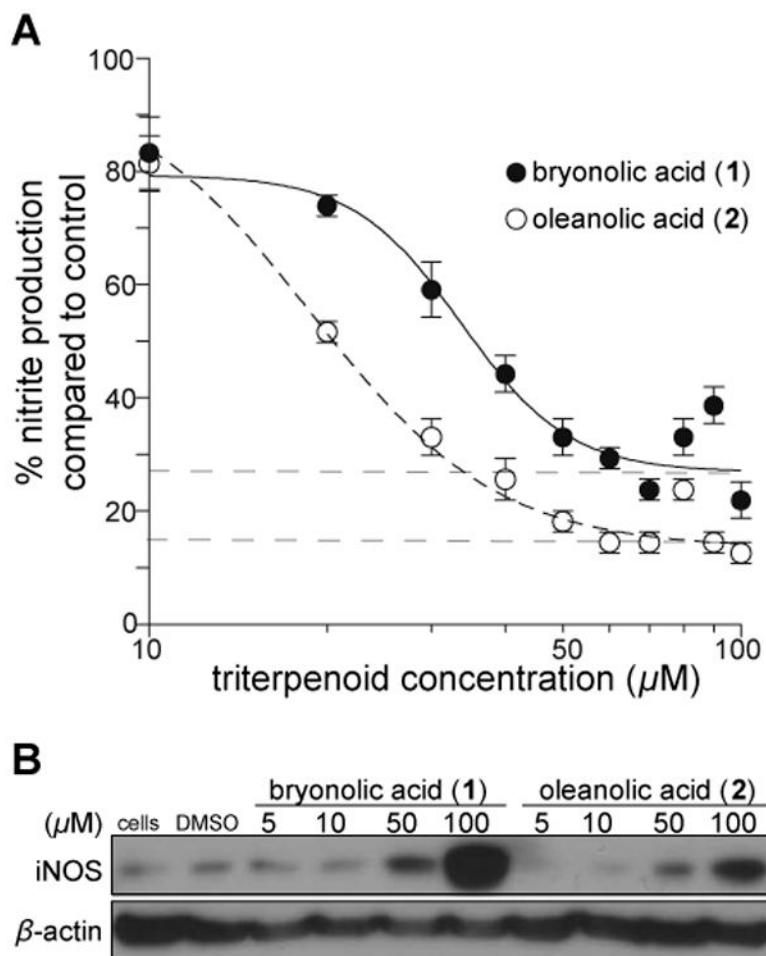 A
100
80
60
40
20
0
% nitrite production
compared to control
bryonolic acid (1)
oleanolic acid (2)
10
50
100
triterpenoid concentration (µM)
B
bryonolic acid (1) oleanolic acid (2)
(µM) cells DMSO 5 10 50 100 5 10 50 100
iNOS
β-actin